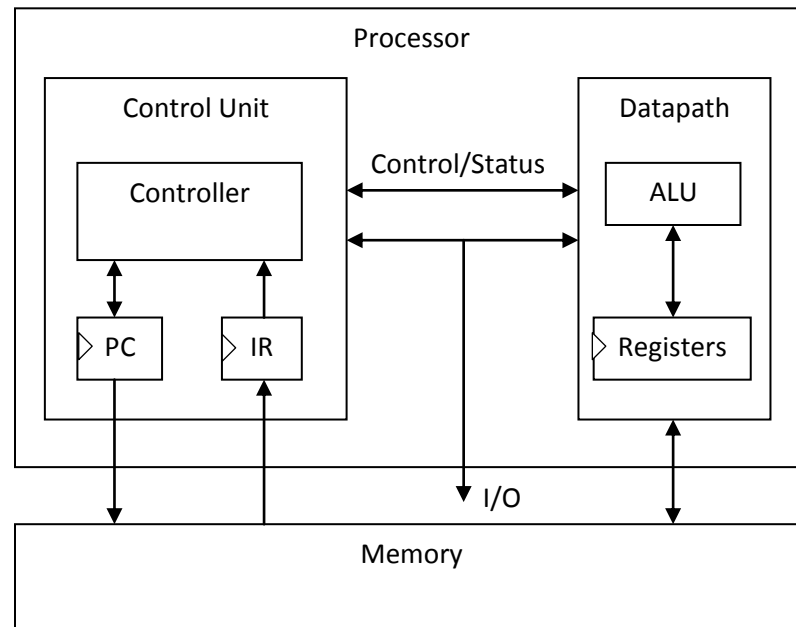 Processor
Control Unit
Datapath
Control/Status
Controller
ALU
PC
IR
Registers
I/O
Memory